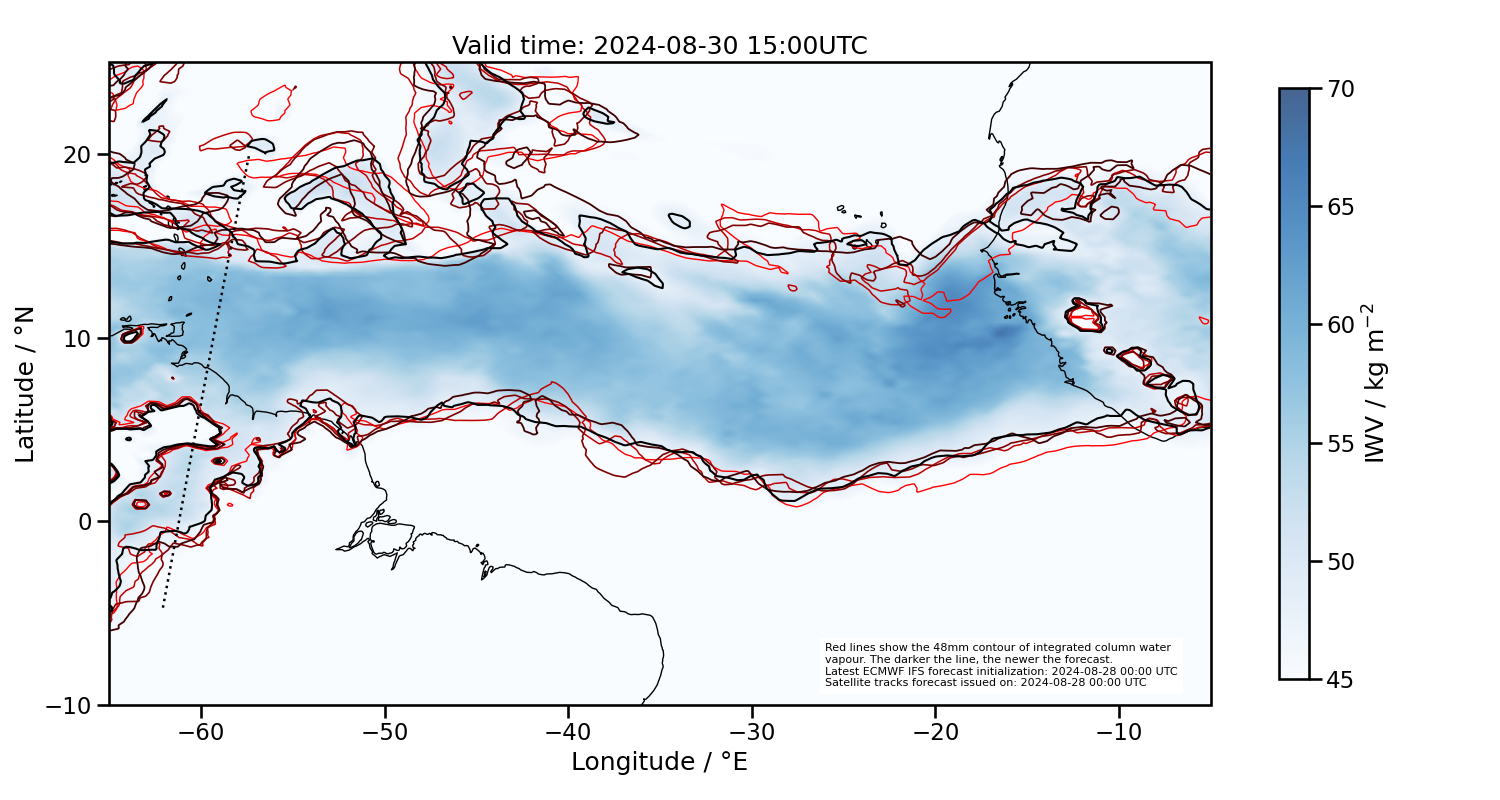 Valid time: 2024-08-30 15:00UTC
Latitude / °N
20
10
0
−10
−60
−50
−40
−30
−20
−10
Longitude / °E
Red lines show the 48mm contour of integrated column water
vapour. The darker the line, the newer the forecast.
Latest ECMWF IFS forecast initialization: 2024-08-28 00:00 UTC
Satellite tracks forecast issued on: 2024-08-28 00:00 UTC
70
65
60
55
50
45
IWV / kg m⁻²